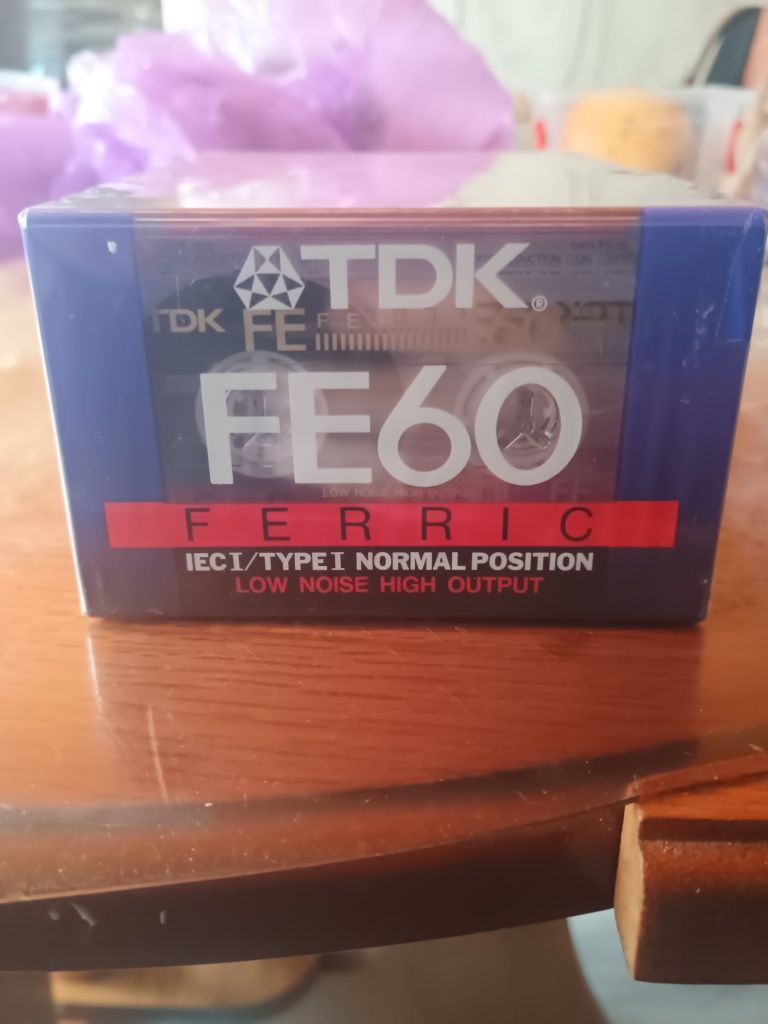 TDK®
TDK FE
FE60
LOW NOISE HIGH OUTPUT
FERRIC
IEC I/TYPE I NORMAL POSITION
LOW NOISE HIGH OUTPUT